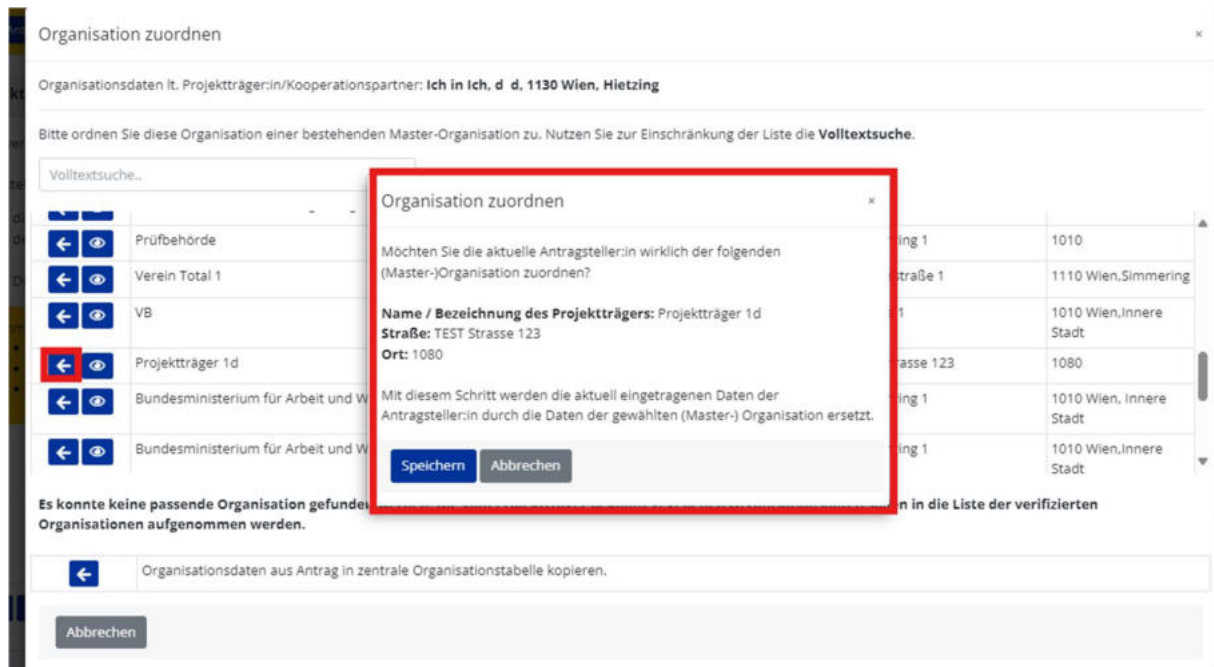 Organisation zuordnen
×
Organisationsdaten lt. Projektträger:in/Kooperationspartner: Ich in Ich, d d, 1130 Wien, Hietzing
Bitte ordnen Sie diese Organisation einer bestehenden Master-Organisation zu. Nutzen Sie zur Einschränkung der Liste die Volltextsuche.
Volltextsuche..
Prüfbehörde
ing 1
1010
Verein Total 1
straße 1
1110 Wien,Simmering
VB
1
1010 Wien,Innere
Stadt
Projektträger 1d
asse 123
1080
Bundesministerium für Arbeit und W
ing 1
1010 Wien, Innere
Stadt
Bundesministerium für Arbeit und W
ing 1
1010 Wien,Innere
Stadt
Organisation zuordnen
×
Möchten Sie die aktuelle Antragsteller:in wirklich der folgenden
(Master-)Organisation zuordnen?
Name / Bezeichnung des Projektträgers: Projektträger 1d
Straße: TEST Strasse 123
Ort: 1080
Mit diesem Schritt werden die aktuell eingetragenen Daten der
Antragsteller:in durch die Daten der gewählten (Master-) Organisation ersetzt.
Speichern
Abbrechen
Es konnte keine passende Organisation gefunde
n in die Liste der verifizierten
Organisationen aufgenommen werden.
Organisationsdaten aus Antrag in zentrale Organisationstabelle kopieren.
Abbrechen